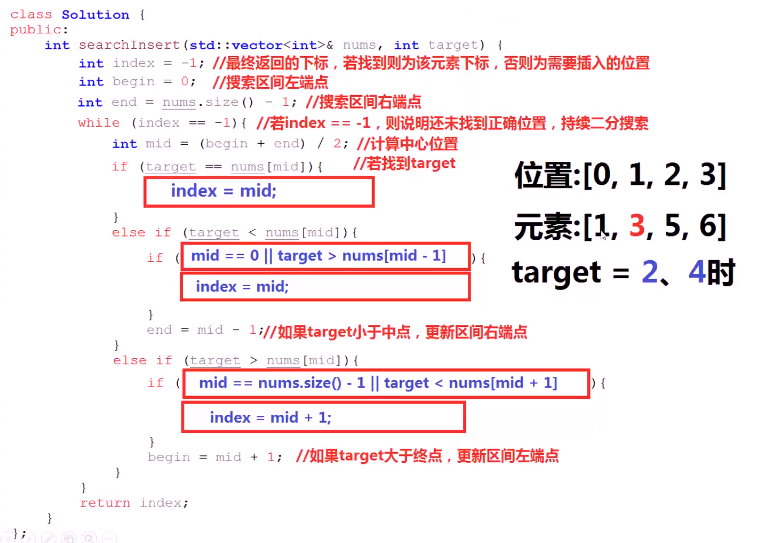 class Solution {
public:
int searchInsert(std::vector<int>& nums, int target) {
int index = -1; //最终返回的下标，若找到则为该元素下标，否则为需要插入的位置
int begin = 0; //搜索区间左端点
int end = nums.size() - 1; //搜索区间右端点
while (index == -1){ //若index == -1，则说明还未找到正确位置，持续二分搜索
int mid = (begin + end) / 2; //计算中心位置
if (target == nums[mid]){ //若找到target
index = mid;
}
else if (target < nums[mid]){
if ( mid == 0 || target > nums[mid - 1] ){
index = mid;
}
end = mid - 1;//如果target小于中点，更新区间右端点
}
else if (target > nums[mid]){
if ( mid == nums.size() - 1 || target < nums[mid + 1] ){
index = mid + 1;
}
begin = mid + 1; //如果target大于终点，更新区间左端点
}
}
return index;
}
};
位置:[0, 1, 2, 3]
元素:[1, 3, 5, 6]
target = 2、4时